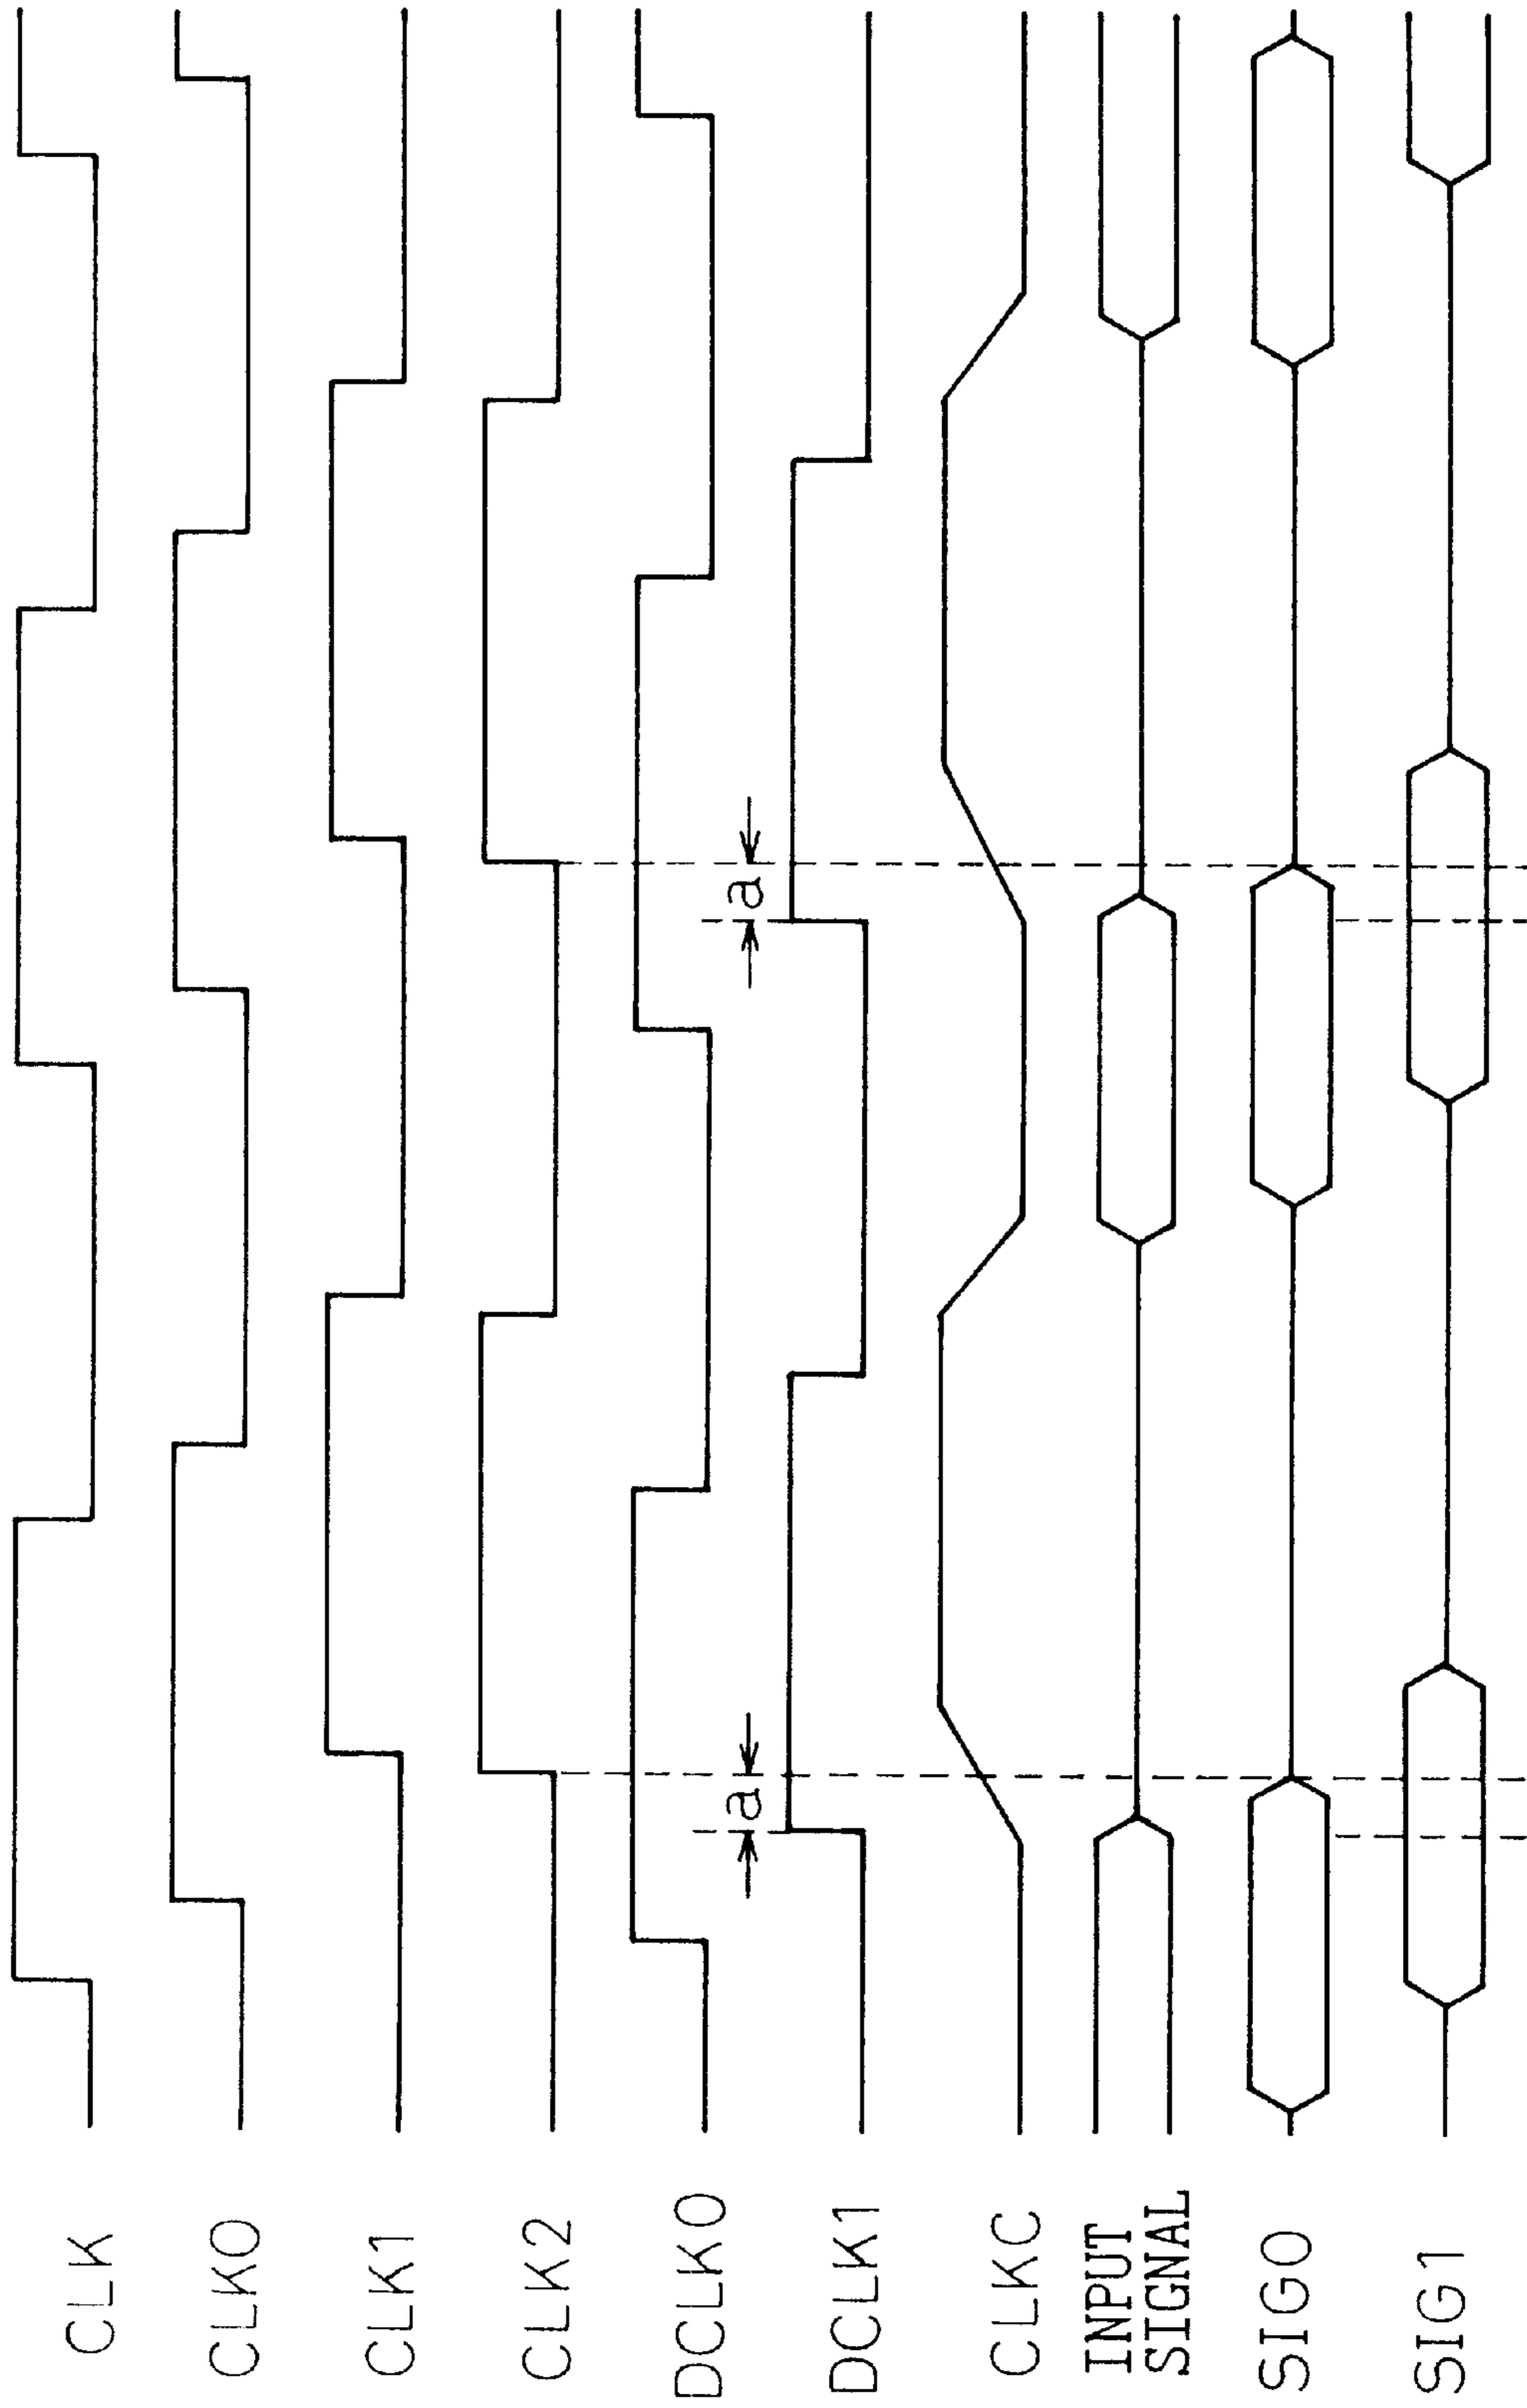 CLK
CLK0
CLK1
CLK2
DCLK0
a
a
DCLK1
CLKC
INPUT
SIGNAL
SIG0
SIG1